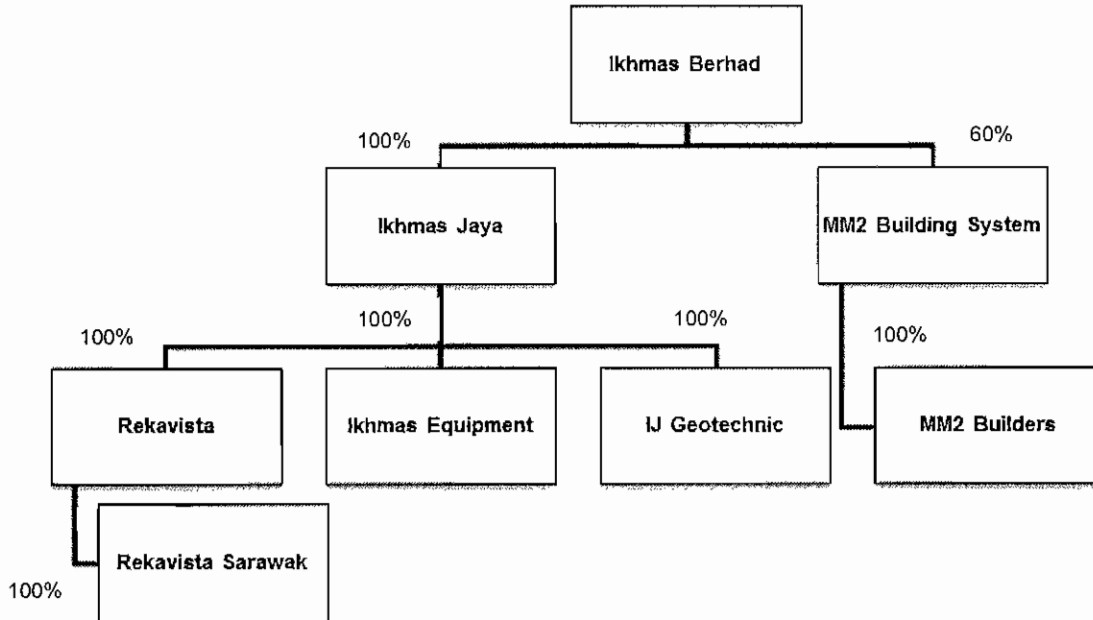 Ikhmas Berhad
100%
60%
Ikhmas Jaya
MM2 Building System
100%
100%
100%
100%
Rekavista
Ikhmas Equipment
IJ Geotechnic
MM2 Builders
Rekavista Sarawak
100%